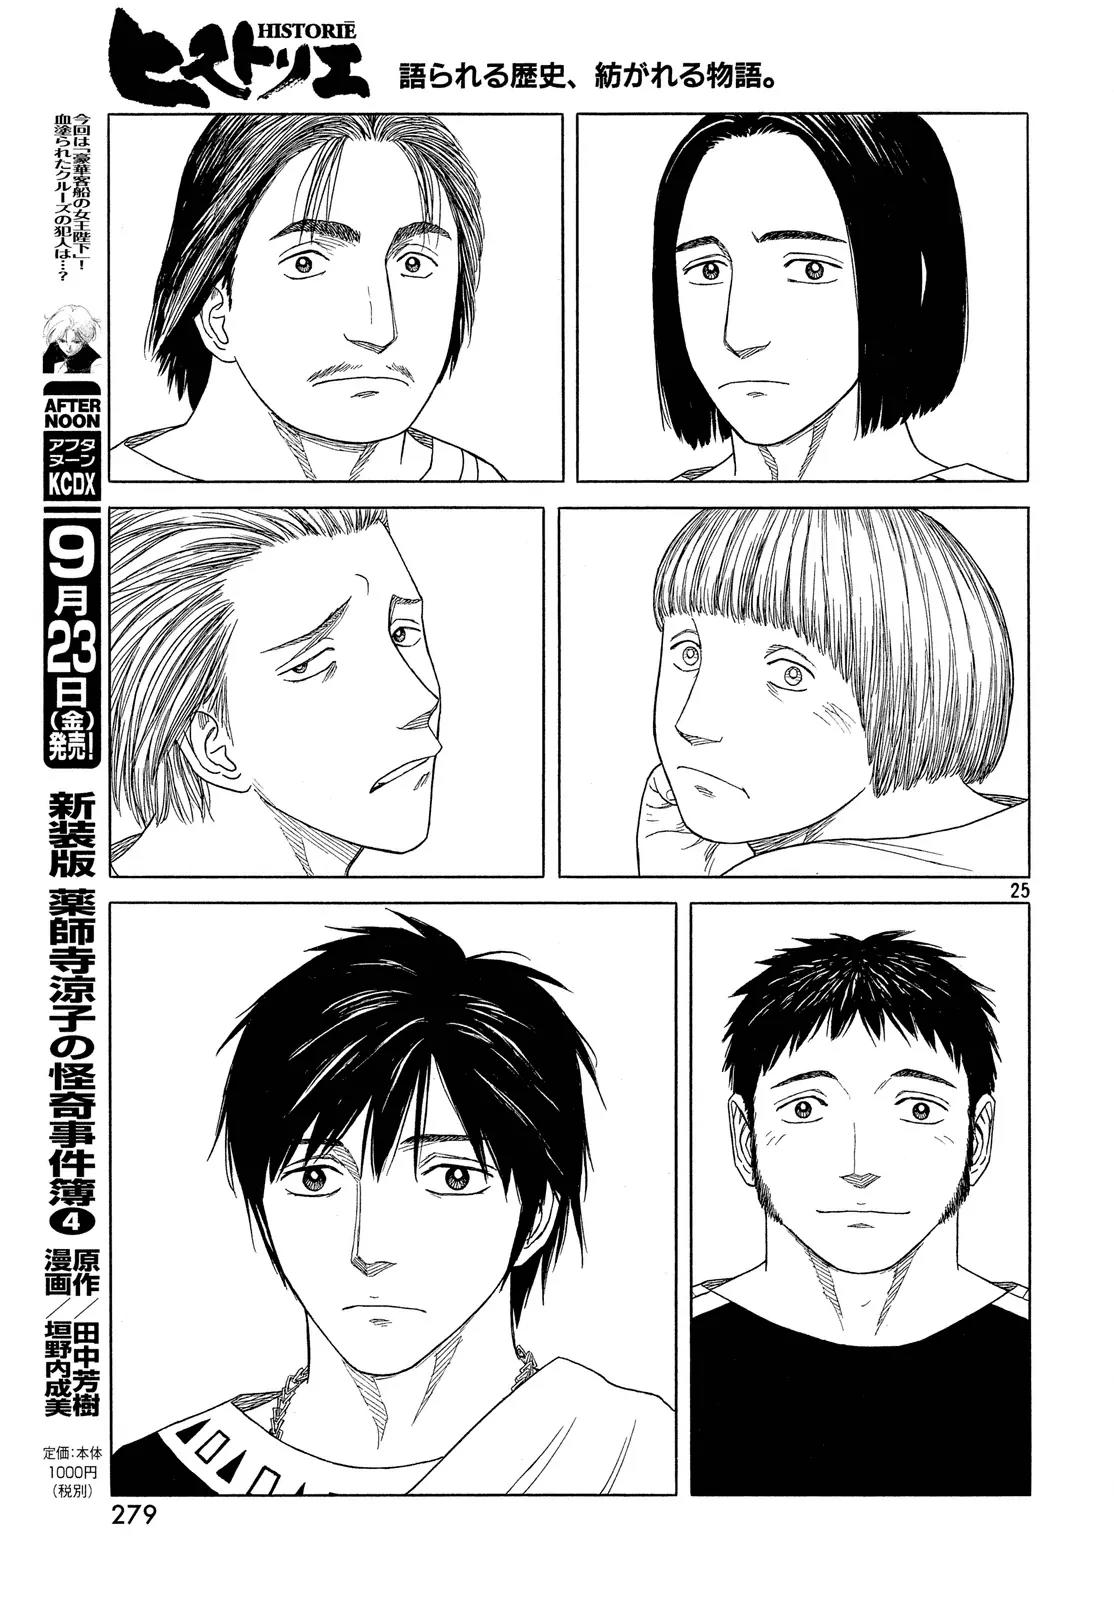 HISTORIĒ
ヒストリエ
語られる歴史、紡がれる物語。
今回は「豪華客船の女王陛下」!
血塗られたクルーズの犯人は…?
AFTER
NOON
アフタ
ヌーン
KCDX
9月23日(金)発売!
新装版 薬師寺涼子の怪奇事件簿4
原作/田中芳樹
漫画/垣野内成美
定価:本体
1000円
(税別)
25
279